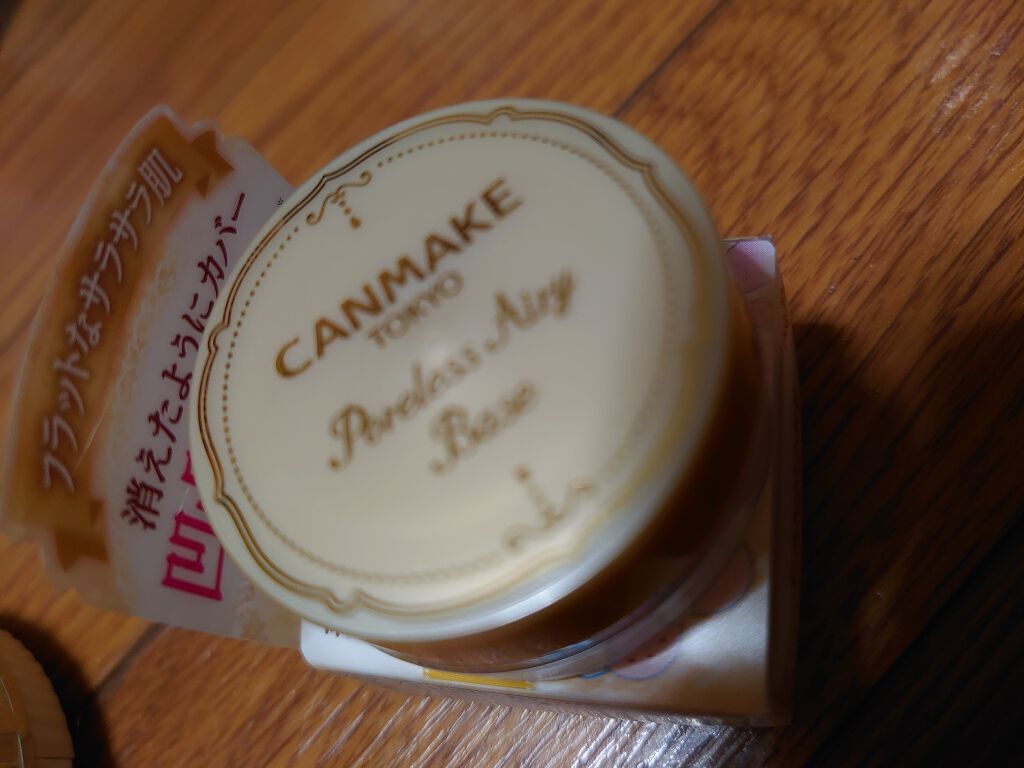 CANMAKE
TOKYO
Poreless Airy
Base
フラットなサラサラ肌
消えたようにカバー
凹